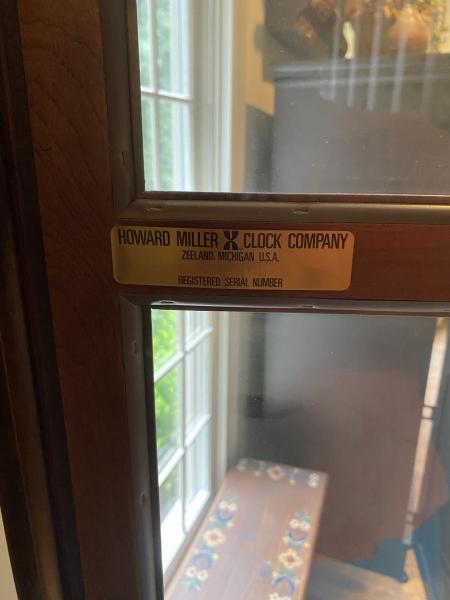 HOWARD MILLER CLOCK COMPANY
ZEELAND, MICHIGAN U.S.A.
REGISTERED SERIAL NUMBER